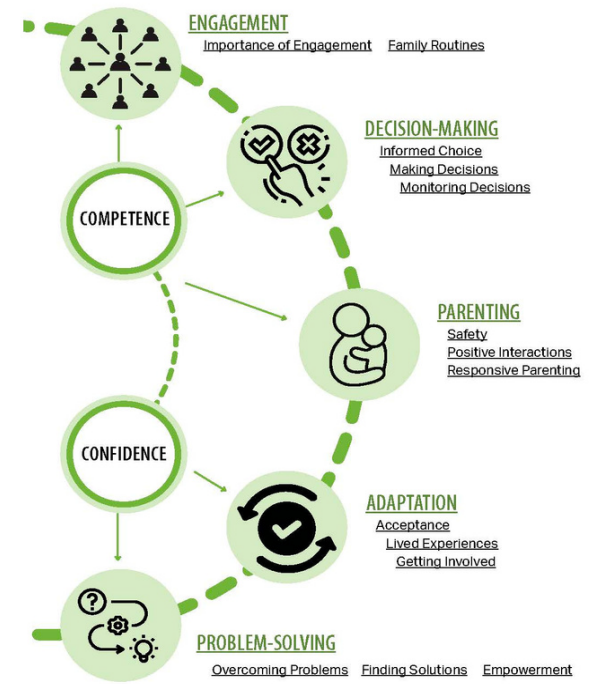 ENGAGEMENT
Importance of Engagement Family Routines
DECISION-MAKING
Informed Choice
Making Decisions
Monitoring Decisions
COMPETENCE
PARENTING
Safety
Positive Interactions
Responsive Parenting
CONFIDENCE
ADAPTATION
Acceptance
Lived Experiences
Getting Involved
?
PROBLEM-SOLVING
Overcoming Problems Finding Solutions Empowerment